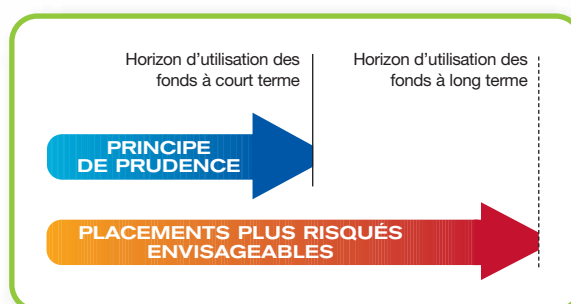 Horizon d’utilisation des
fonds à court terme
Horizon d’utilisation des
fonds à long terme
PRINCIPE
DE PRUDENCE
PLACEMENTS PLUS RISQUÉS
ENVISAGEABLES